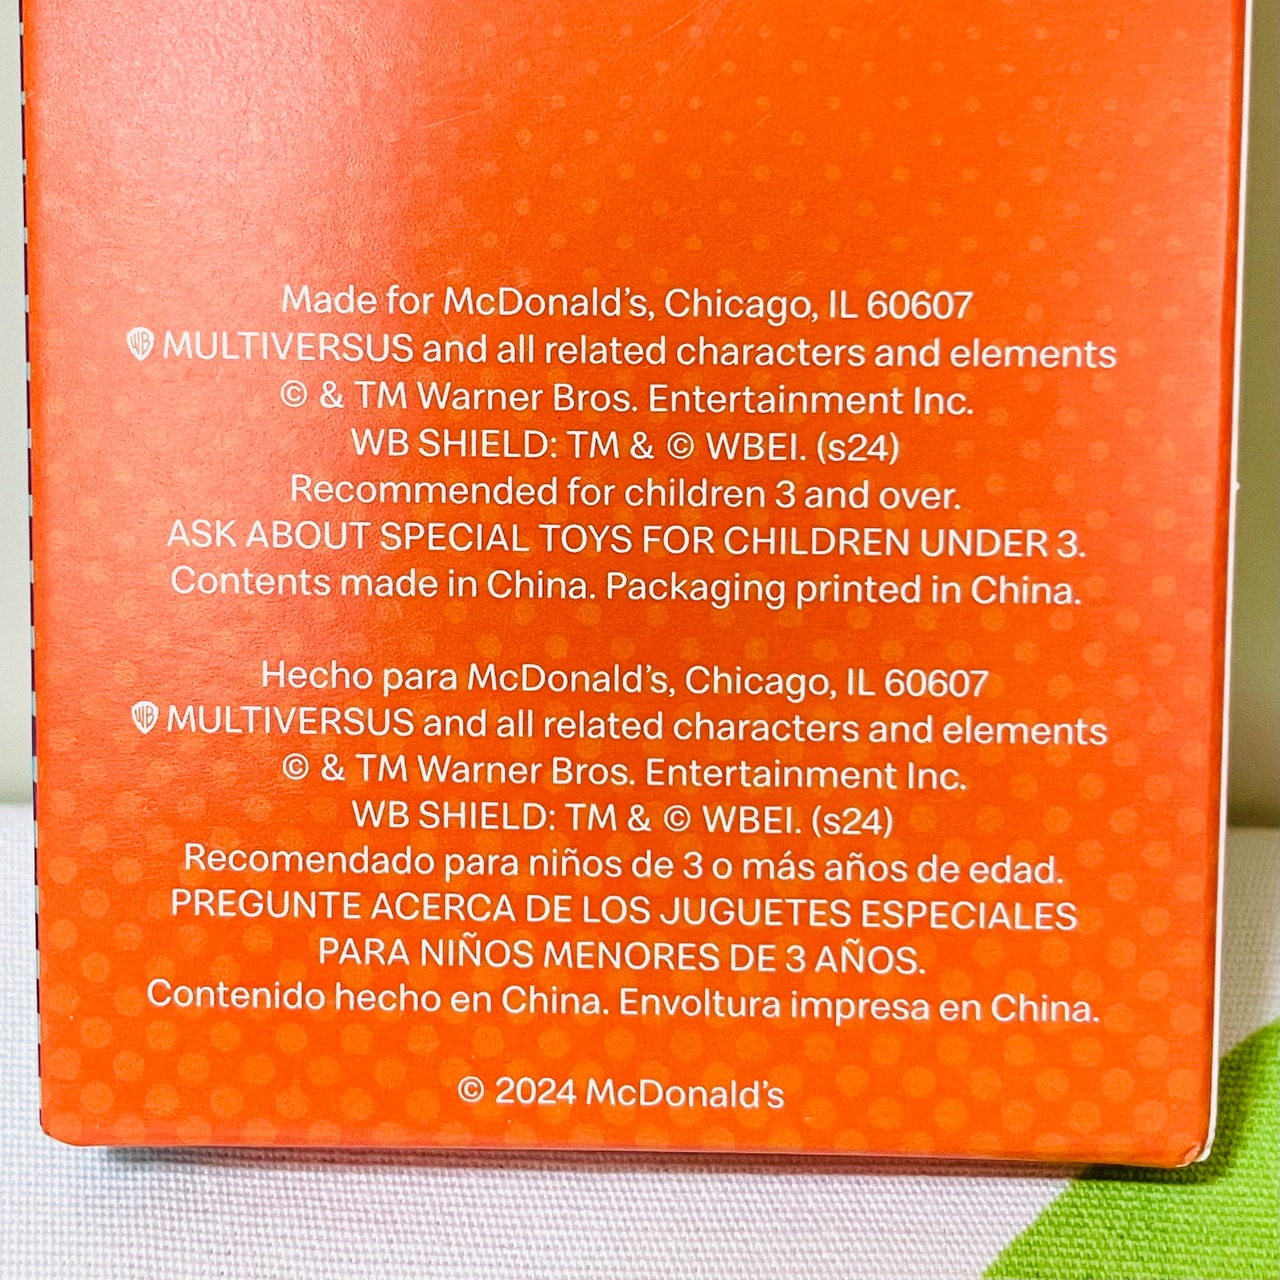 Made for McDonald's, Chicago, IL 60607
WB MULTIVERSUS and all related characters and elements
© & TM Warner Bros. Entertainment Inc.
WB SHIELD: TM & © WBEI. (s24)
Recommended for children 3 and over.
ASK ABOUT SPECIAL TOYS FOR CHILDREN UNDER 3.
Contents made in China. Packaging printed in China.
Hecho para McDonald's, Chicago, IL 60607
WB MULTIVERSUS and all related characters and elements
© & TM Warner Bros. Entertainment Inc.
WB SHIELD: TM & © WBEI. (s24)
Recomendado para niños de 3 o más años de edad.
PREGUNTE ACERCA DE LOS JUGUETES ESPECIALES
PARA NIÑOS MENORES DE 3 AÑOS.
Contenido hecho en China. Envoltura impresa en China.
© 2024 McDonald's